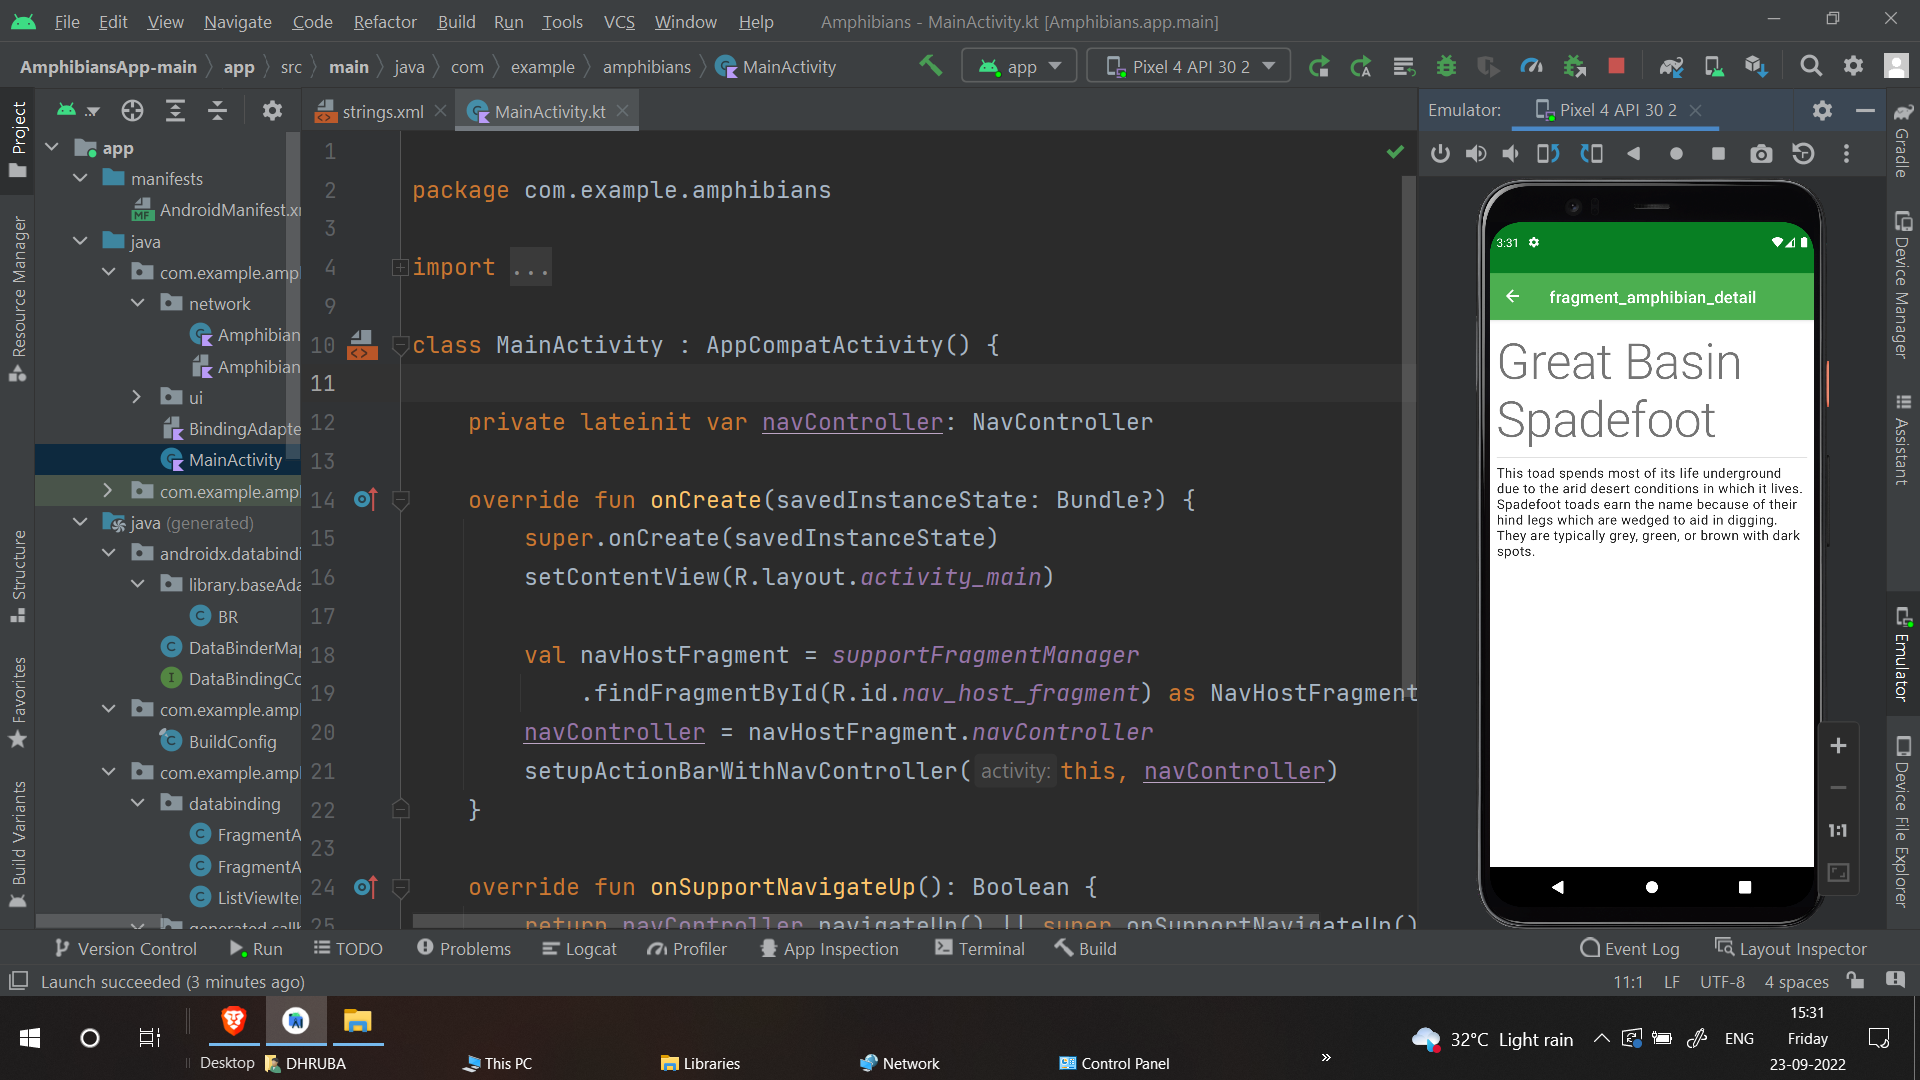 File Edit View Navigate Code Refactor Build Run Tools VCS Window Help Amphibians - MainActivity.kt [Amphibians.app.main]
AmphibiansApp-main app src main java com example amphibians MainActivity app Pixel 4 API 30 2
Project
Resource Manager
Structure
Favorites
Build Variants
app
manifests
MF AndroidManifest.x
java
com.example.amp
network
Amphibian
Amphibian
ui
BindingAdapte
MainActivity
com.example.ampl
java (generated)
androidx.databindi
library.baseAda
BR
DataBinderMap
DataBindingCo
com.example.ampl
BuildConfig
com.example.ampl
databinding
FragmentA
FragmentA
ListViewIte
generated.callb
strings.xml MainActivity.kt
1
2 package com.example.amphibians
3
4 import ...
9
10 class MainActivity : AppCompatActivity() {
11
12 private lateinit var navController: NavController
13
14 override fun onCreate(savedInstanceState: Bundle?) {
15 super.onCreate(savedInstanceState)
16 setContentView(R.layout.activity_main)
17
18 val navHostFragment = supportFragmentManager
19 .findFragmentById(R.id.nav_host_fragment) as NavHostFragment
20 navController = navHostFragment.navController
21 setupActionBarWithNavController( activity: this, navController)
22 }
23
24 override fun onSupportNavigateUp(): Boolean {
25 return navController.navigateUp() || super.onSupportNavigateUp()
Emulator: Pixel 4 API 30 2
3:31
fragment_amphibian_detail
Great Basin
Spadefoot
This toad spends most of its life underground
due to the arid desert conditions in which it lives.
Spadefoot toads earn the name because of their
hind legs which are wedged to aid in digging.
They are typically grey, green, or brown with dark
spots.
1:1
Gradle
Device Manager
Assistant
Emulator
Device File Explorer
Version Control Run TODO Problems Logcat Profiler App Inspection Terminal Build Event Log Layout Inspector
Launch succeeded (3 minutes ago) 11:1 LF UTF-8 4 spaces
32°C Light rain ENG
15:31
Friday
23-09-2022
Desktop DHRUBA This PC Libraries Network Control Panel »